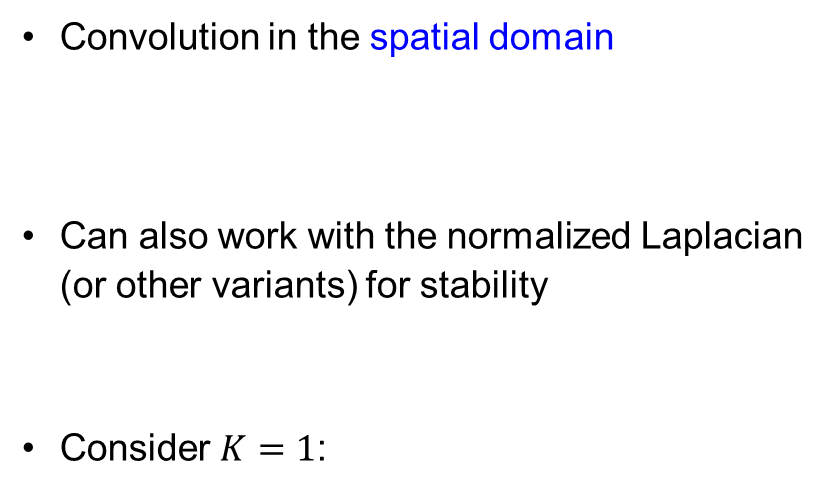 • Convolution in the spatial domain
• Can also work with the normalized Laplacian
(or other variants) for stability
• Consider K = 1: